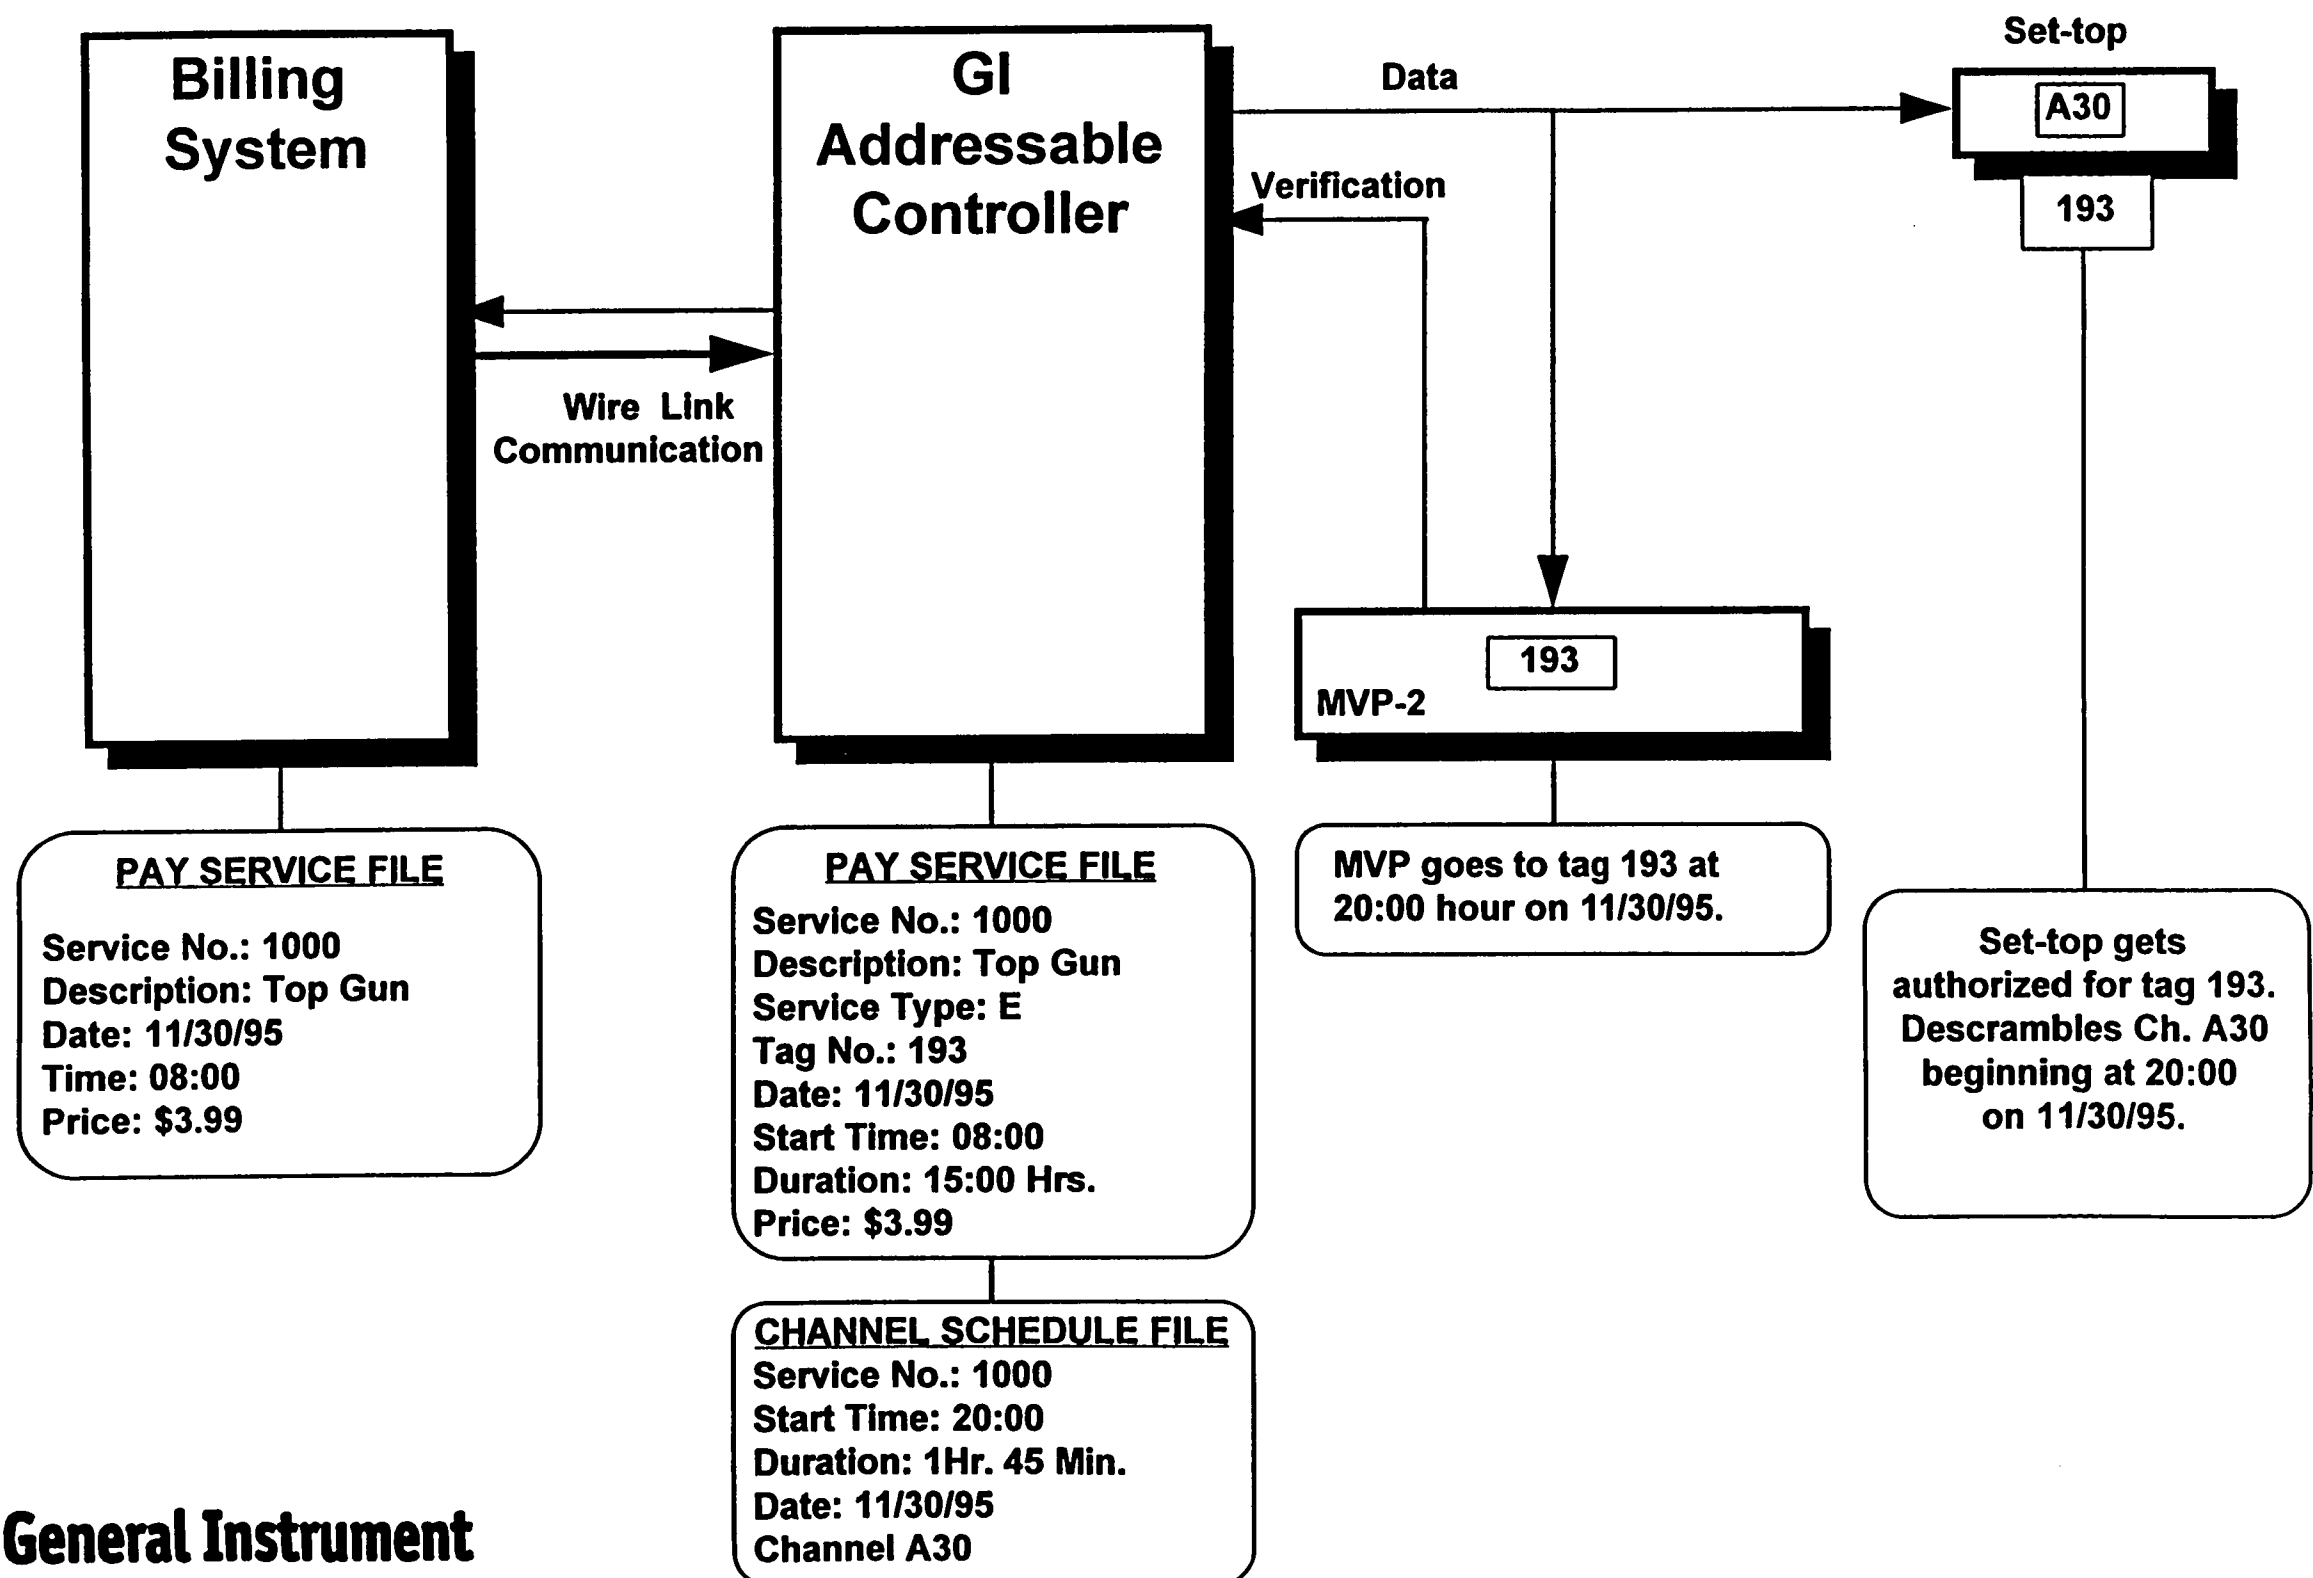 Billing
System
GI
Addressable
Controller
Data
Set-top
A30
193
Verification
Wire Link
Communication
193
MVP-2
PAY SERVICE FILE
Service No.: 1000
Description: Top Gun
Date: 11/30/95
Time: 08:00
Price: $3.99
PAY SERVICE FILE
Service No.: 1000
Description: Top Gun
Service Type: E
Tag No.: 193
Date: 11/30/95
Start Time: 08:00
Duration: 15:00 Hrs.
Price: $3.99
MVP goes to tag 193 at
20:00 hour on 11/30/95.
Set-top gets
authorized for tag 193.
Descrambles Ch. A30
beginning at 20:00
on 11/30/95.
CHANNEL SCHEDULE FILE
Service No.: 1000
Start Time: 20:00
Duration: 1Hr. 45 Min.
Date: 11/30/95
Channel A30
General Instrument